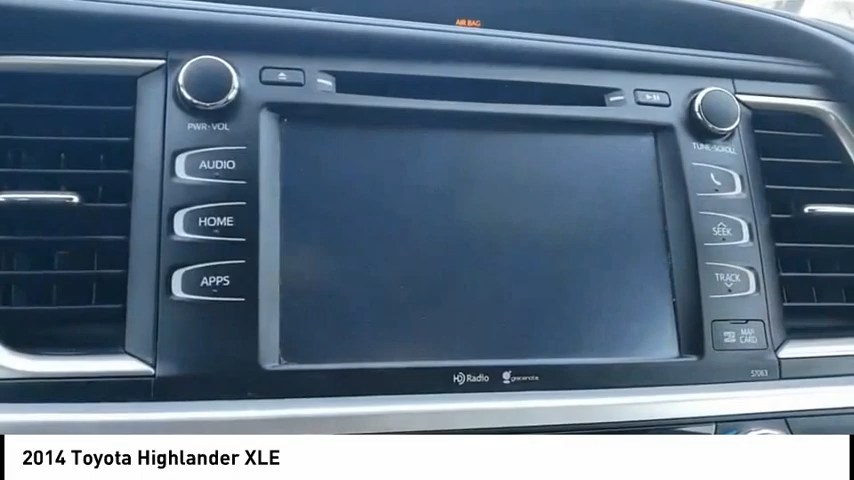 AIR BAG
PWR•VOL
TUNE•SCROLL
AUDIO
HOME
SEEK
APPS
TRACK
MAP
CARD
HD Radio
gracenote
57063
2014 Toyota Highlander XLE